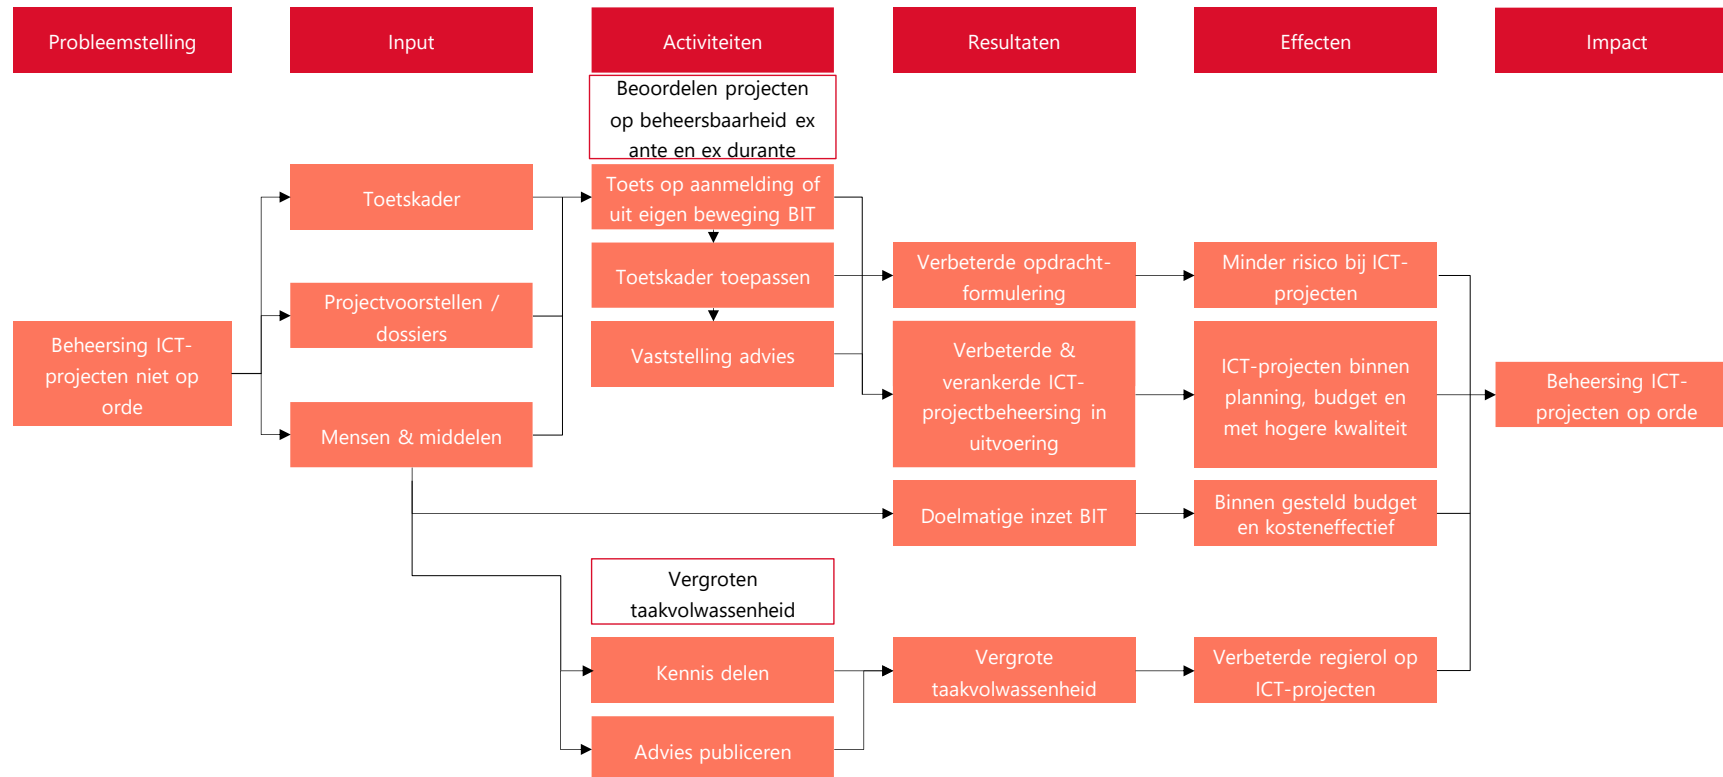 Probleemstelling
Input
Activiteiten
Resultaten
Effecten
Impact
Beoordelen projecten
op beheersbaarheid ex
ante en ex durante
Toetskader
Toets op aanmelding of
uit eigen beweging BIT
Toetskader toepassen
Verbeterde opdracht-
formulering
Minder risico bij ICT-
projecten
Projectvoorstellen /
dossiers
Beheersing ICT-
projecten niet op
orde
Vaststelling advies
Verbeterde &
verankerde ICT-
projectbeheersing in
uitvoering
ICT-projecten binnen
planning, budget en
met hogere kwaliteit
Beheersing ICT-
projecten op orde
Mensen & middelen
Doelmatige inzet BIT
Binnen gesteld budget
en kosteneffectief
Vergroten
taakvolwassenheid
Kennis delen
Vergrote
taakvolwassenheid
Verbeterde regierol op
ICT-projecten
Advies publiceren